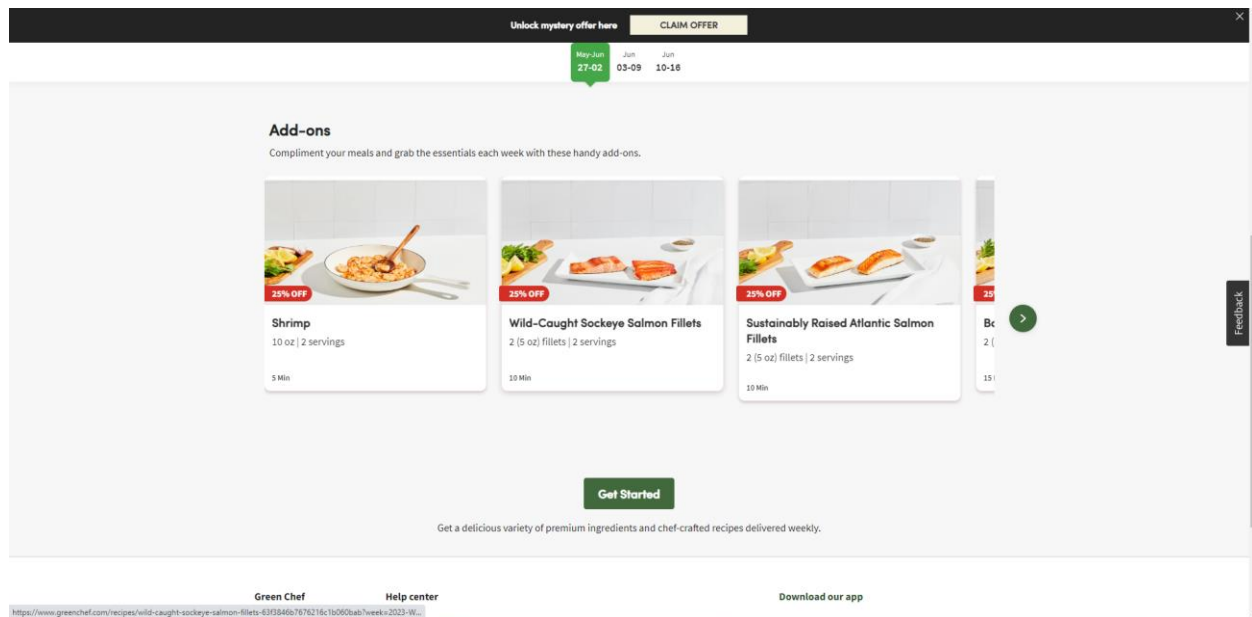 Unlock mystery offer here CLAIM OFFER
May-Jun Jun Jun
27-02 03-09 10-16
Add-ons
Compliment your meals and grab the essentials each week with these handy add-ons.
25% OFF
Shrimp
10 oz | 2 servings
5 Min
25% OFF
Wild-Caught Sockeye Salmon Fillets
2 (5 oz) fillets | 2 servings
10 Min
25% OFF
Sustainably Raised Atlantic Salmon
Fillets
2 (5 oz) fillets | 2 servings
10 Min
25
2 (
15
Feedback
Get Started
Get a delicious variety of premium ingredients and chef-crafted recipes delivered weekly.
Green Chef Help center Download our app
https://www.greenchef.com/recipes/wild-caught-sockeye-salmon-fillets-63f3846b7676216c1b060bab?week=2023-W...